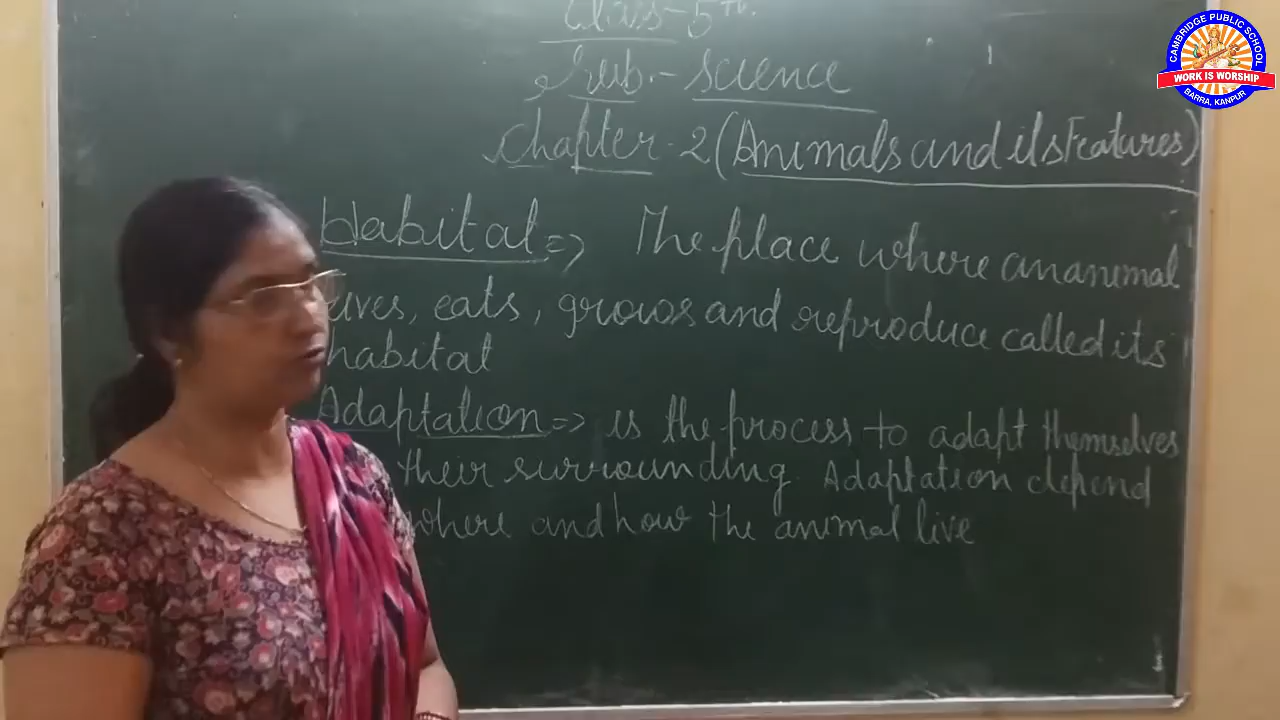 Class- 5th.
Sub.- Science
Chapter-2 (Animals and its Features)
Habitat => The place where an animal
lives, eats, grows and reproduce called its
habitat
Adaptation => is the process to adapt themselves
their surrounding. Adaptation depend
where and how the animal live
CAMBRIDGE PUBLIC SCHOOL
WORK IS WORSHIP
BARRA, KANPUR